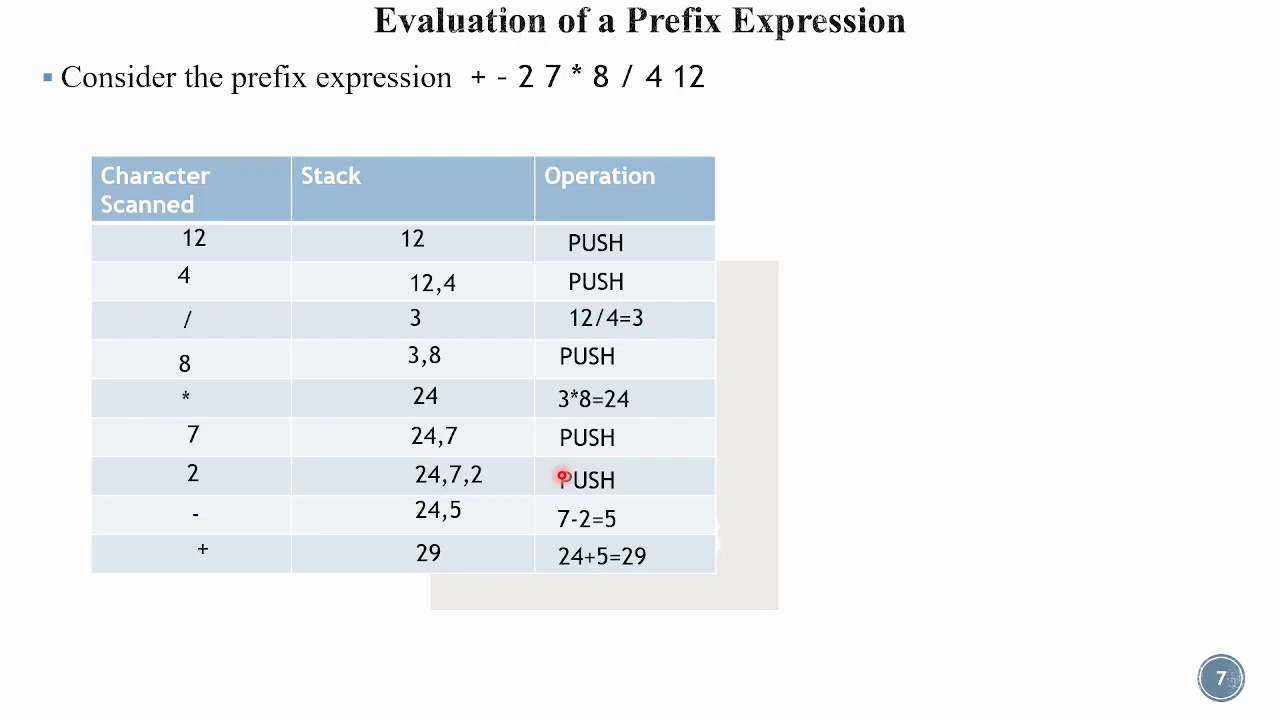 Evaluation of a Prefix Expression
▪ Consider the prefix expression + - 2 7 * 8 / 4 12
Character Scanned Stack Operation
12 12 PUSH
4 12,4 PUSH
/ 3 12/4=3
8 3,8 PUSH
* 24 3*8=24
7 24,7 PUSH
2 24,7,2 PUSH
- 24,5 7-2=5
+ 29 24+5=29
7